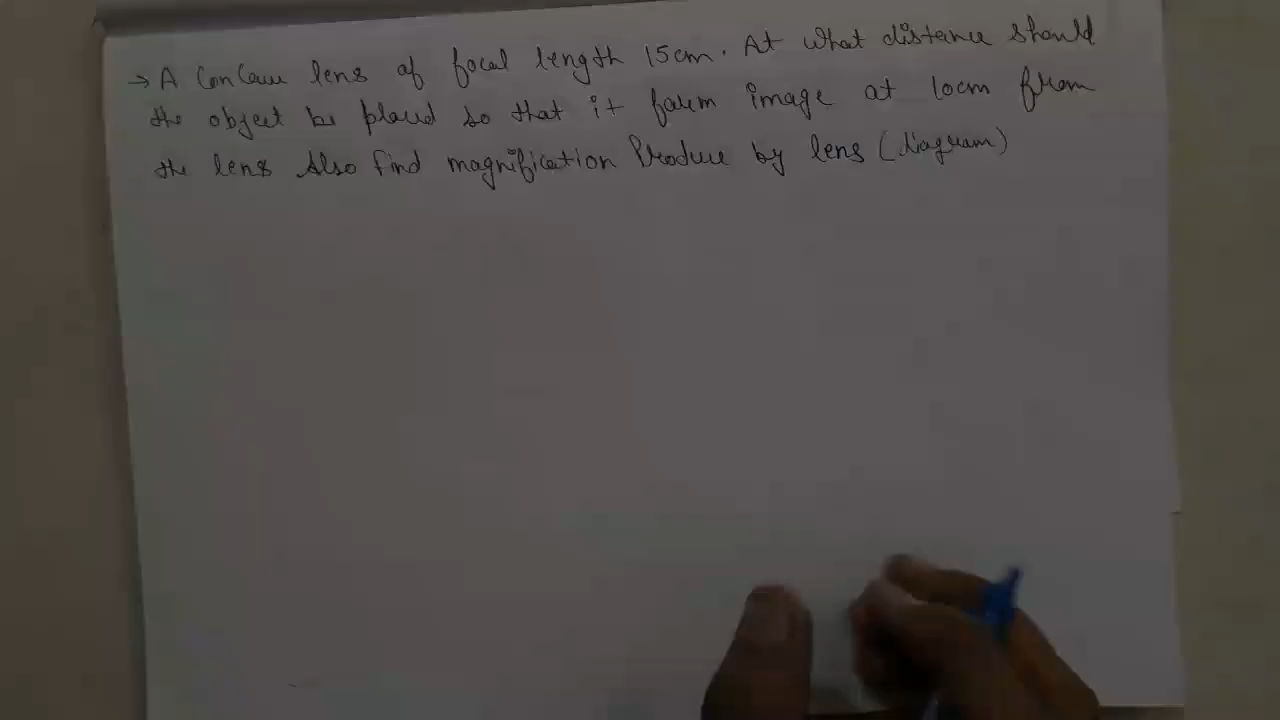 → A Concave lens of focal length 15cm. At what distance should
the object be placed so that it form image at 10cm from
the lens Also find magnification Produce by lens (diagram)